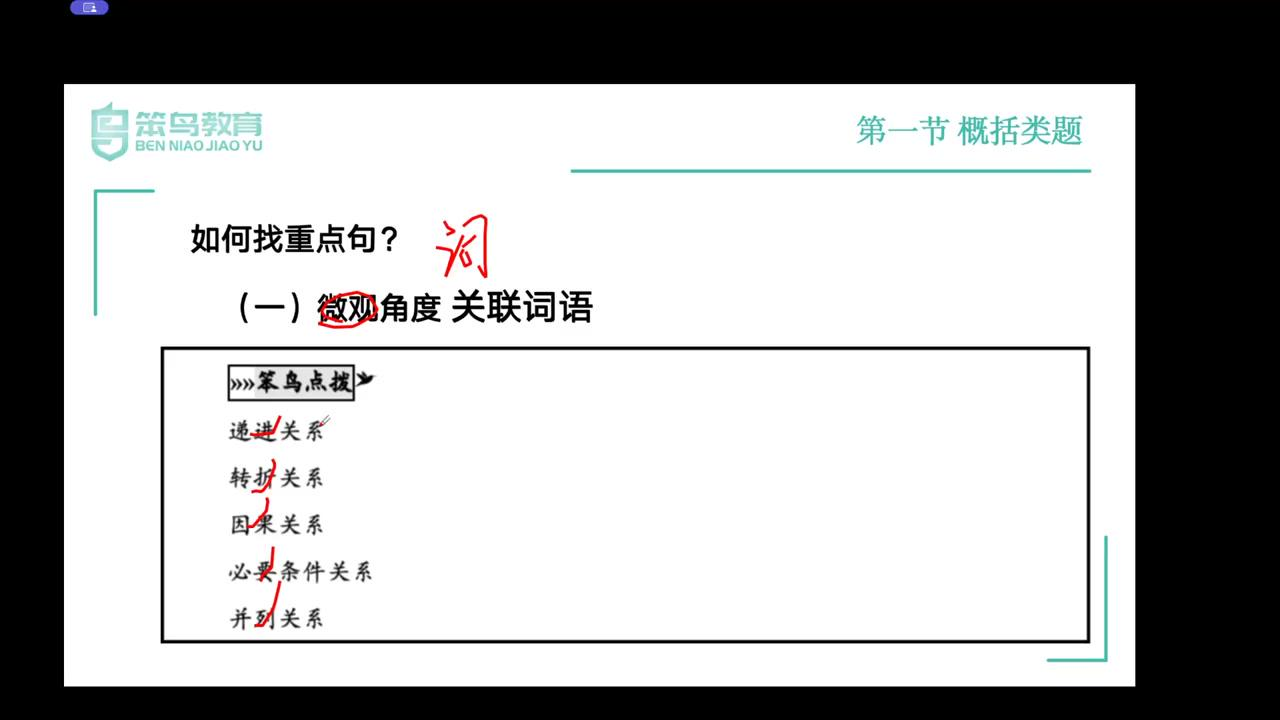 笨鸟教育
BEN NIAO JIAO YU
第一节 概括类题
如何找重点句？ 词
（一）微观角度 关联词语
»»笨鸟点拨
递进关系
转折关系
因果关系
必要条件关系
并列关系